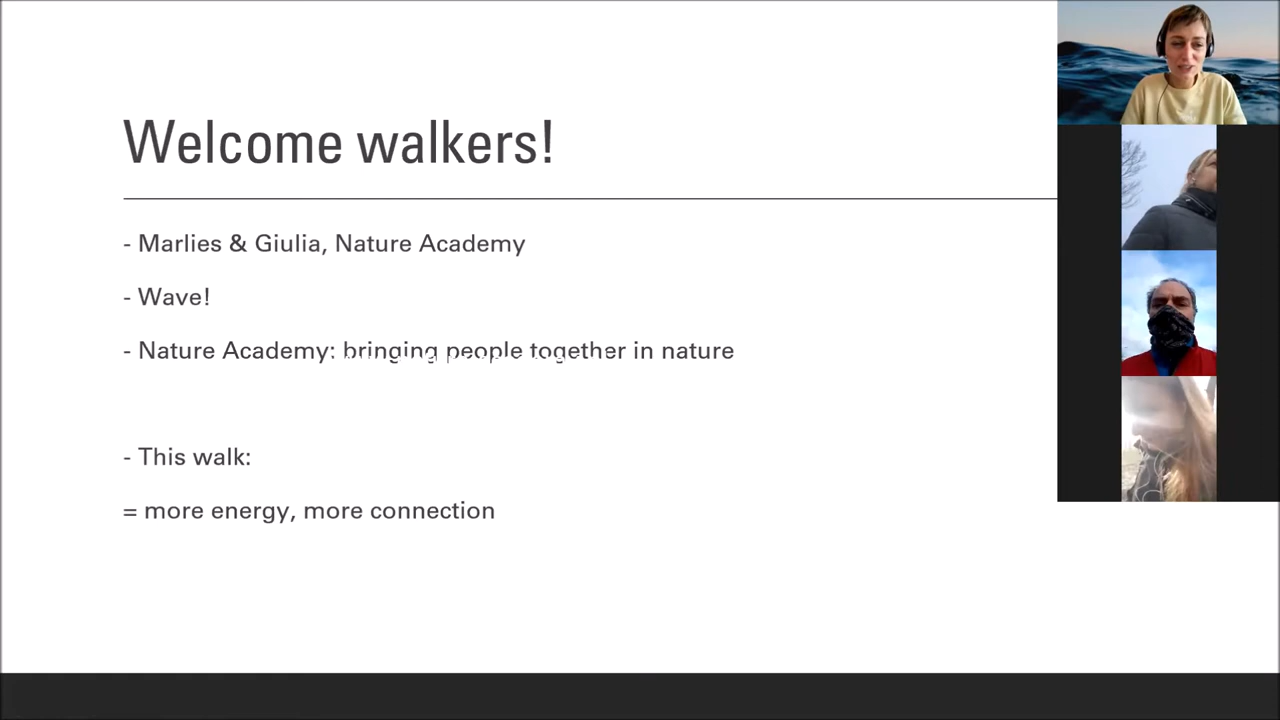 Welcome walkers!
- Marlies & Giulia, Nature Academy
- Wave!
- Nature Academy: bringing people together in nature
- This walk:
= more energy, more connection